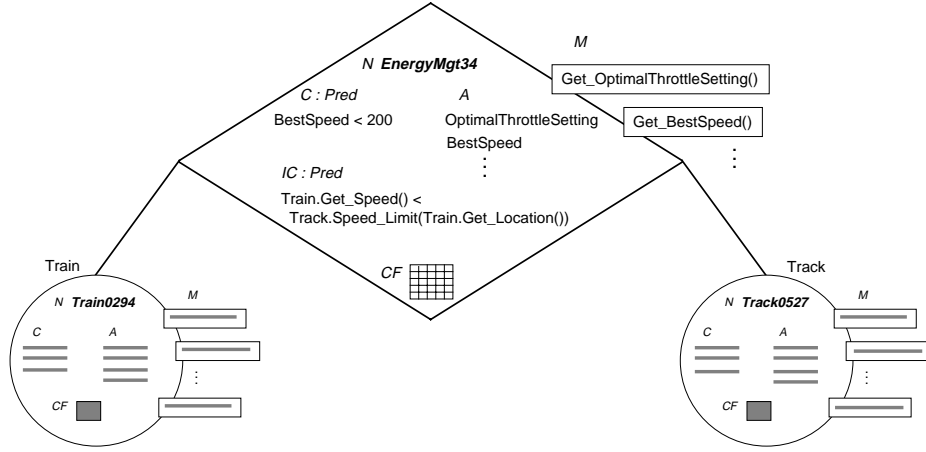 M
N EnergyMgt34
Get_OptimalThrottleSetting()
C : Pred
A
BestSpeed < 200
OptimalThrottleSetting
Get_BestSpeed()
BestSpeed
IC : Pred
Train.Get_Speed() <
Track.Speed_Limit(Train.Get_Location())
CF
Train
N Train0294
M
C
A
CF
Track
N Track0527
M
C
A
CF